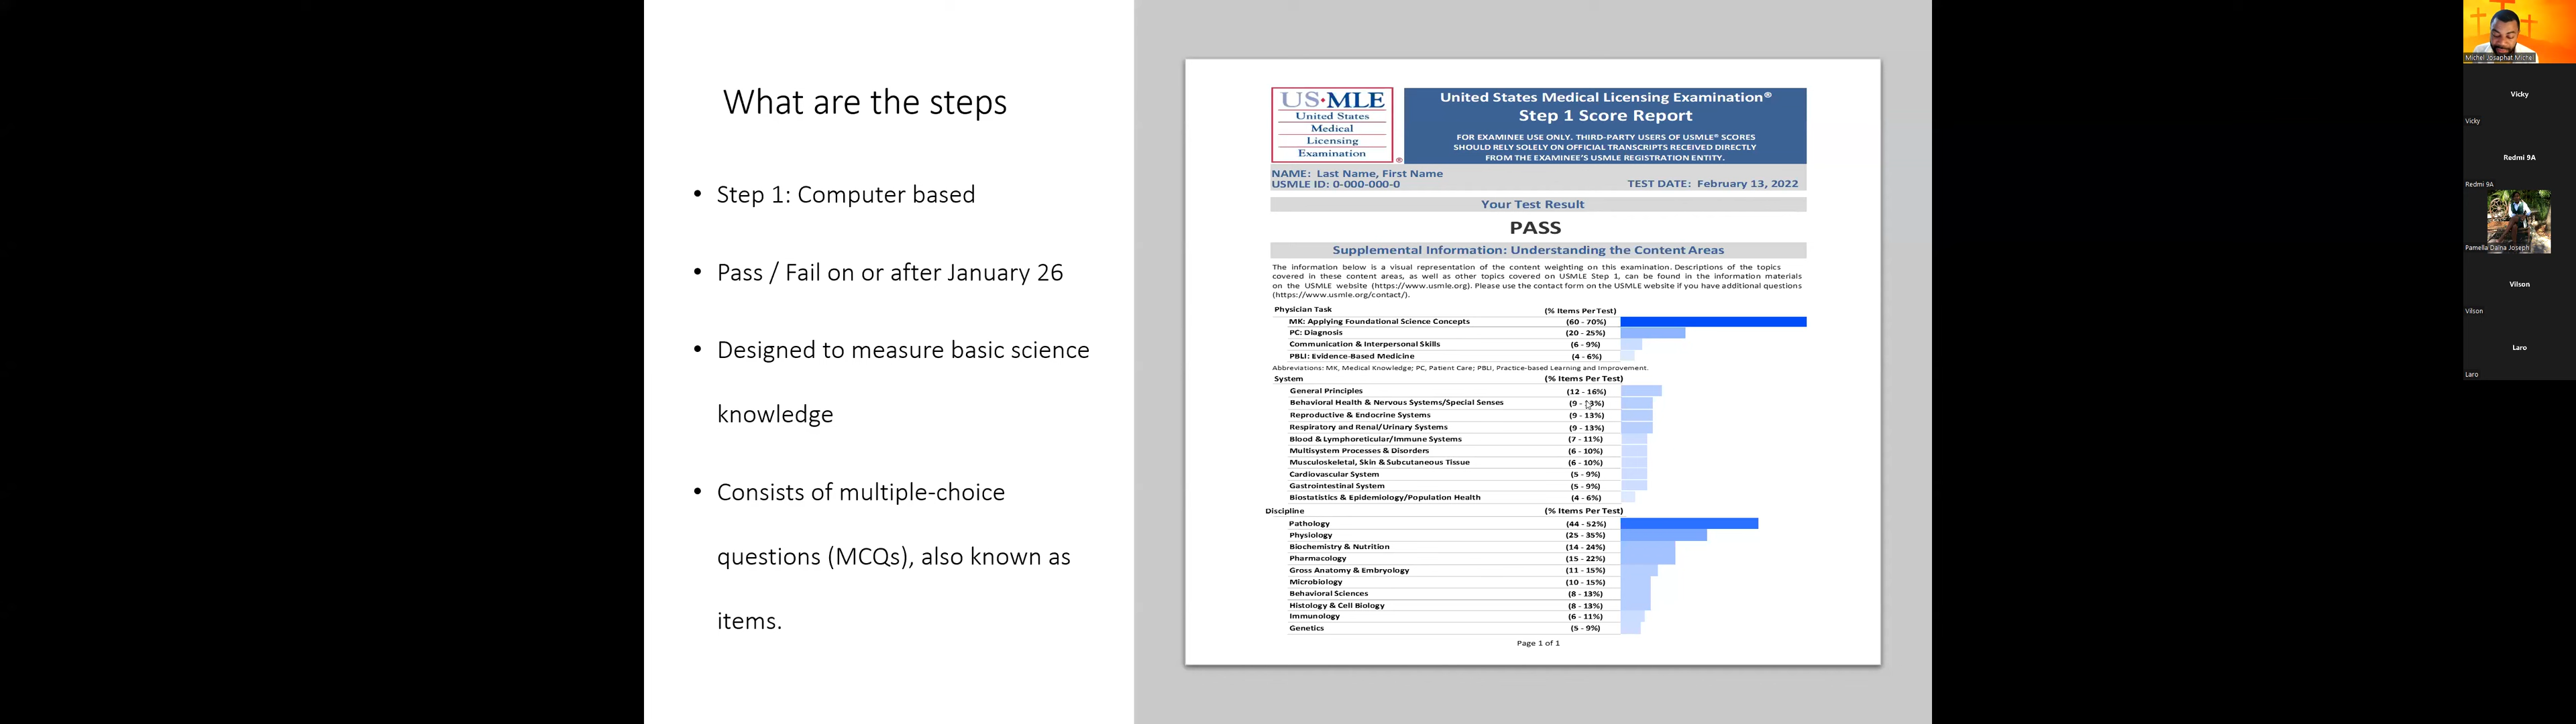 What are the steps
• Step 1: Computer based
• Pass / Fail on or after January 26
• Designed to measure basic science
knowledge
• Consists of multiple-choice
questions (MCQs), also known as
items.
US·MLE
United States
Medical
Licensing
Examination
®
United States Medical Licensing Examination®
Step 1 Score Report
FOR EXAMINEE USE ONLY. THIRD-PARTY USERS OF USMLE® SCORES
SHOULD RELY SOLELY ON OFFICIAL TRANSCRIPTS RECEIVED DIRECTLY
FROM THE EXAMINEE'S USMLE REGISTRATION ENTITY.
NAME: Last Name, First Name
USMLE ID: 0-000-000-0 TEST DATE: February 13, 2022
Your Test Result
PASS
Supplemental Information: Understanding the Content Areas
The information below is a visual representation of the content weighting on this examination. Descriptions of the topics
covered in these content areas, as well as other topics covered on USMLE Step 1, can be found in the information materials
on the USMLE website (https://www.usmle.org). Please use the contact form on the USMLE website if you have additional questions
(https://www.usmle.org/contact/).
Physician Task (% Items Per Test)
MK: Applying Foundational Science Concepts (60 - 70%)
PC: Diagnosis (20 - 25%)
Communication & Interpersonal Skills (6 - 9%)
PBLI: Evidence-Based Medicine (4 - 6%)
Abbreviations: MK, Medical Knowledge; PC, Patient Care; PBLI, Practice-based Learning and Improvement.
System (% Items Per Test)
General Principles (12 - 16%)
Behavioral Health & Nervous Systems/Special Senses (9 - 13%)
Reproductive & Endocrine Systems (9 - 13%)
Respiratory and Renal/Urinary Systems (9 - 13%)
Blood & Lymphoreticular/Immune Systems (7 - 11%)
Multisystem Processes & Disorders (6 - 10%)
Musculoskeletal, Skin & Subcutaneous Tissue (6 - 10%)
Cardiovascular System (5 - 9%)
Gastrointestinal System (5 - 9%)
Biostatistics & Epidemiology/Population Health (4 - 6%)
Discipline (% Items Per Test)
Pathology (44 - 52%)
Physiology (25 - 35%)
Biochemistry & Nutrition (14 - 24%)
Pharmacology (15 - 22%)
Gross Anatomy & Embryology (11 - 15%)
Microbiology (10 - 15%)
Behavioral Sciences (8 - 13%)
Histology & Cell Biology (8 - 13%)
Immunology (6 - 11%)
Genetics (5 - 9%)
Page 1 of 1
Michel Josaphat Michel
Vicky
Vicky
Redmi 9A
Redmi 9A
Pamella Daina Joseph
Vilson
Vilson
Laro
Laro